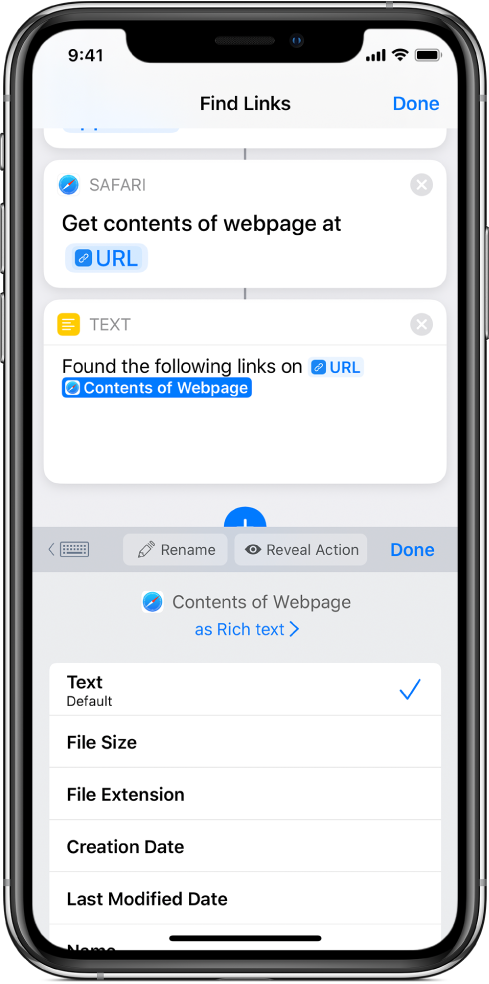 9:41
Find Links
Done
SAFARI
Get contents of webpage at
URL
TEXT
Found the following links on URL
Contents of Webpage
Rename
Reveal Action
Done
Contents of Webpage
as Rich text
Text
Default
File Size
File Extension
Creation Date
Last Modified Date
Name